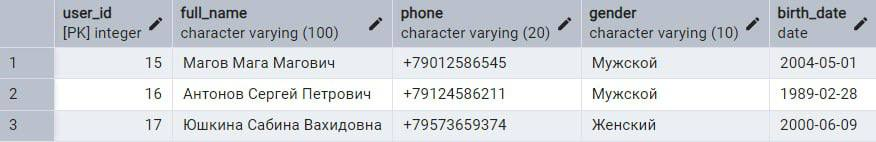 user_id full_name phone gender birth_date
[PK] integer character varying (100) character varying (20) character varying (10) date
1 15 Магов Мага Магович +79012586545 Мужской 2004-05-01
2 16 Антонов Сергей Петрович +79124586211 Мужской 1989-02-28
3 17 Юшкина Сабина Вахидовна +79573659374 Женский 2000-06-09